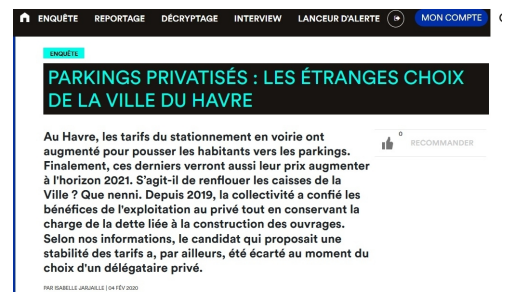 ENQUÊTE REPORTAGE DÉCRYPTAGE INTERVIEW LANCEUR D'ALERTE MON COMPTE
ENQUÊTE
PARKINGS PRIVATISÉS : LES ÉTRANGES CHOIX
DE LA VILLE DU HAVRE
Au Havre, les tarifs du stationnement en voirie ont
augmenté pour pousser les habitants vers les parkings.
Finalement, ces derniers verront aussi leur prix augmenter
à l'horizon 2021. S'agit-il de renflouer les caisses de la
Ville ? Que nenni. Depuis 2019, la collectivité a confié les
bénéfices de l'exploitation au privé tout en conservant la
charge de la dette liée à la construction des ouvrages.
Selon nos informations, le candidat qui proposait une
stabilité des tarifs a, par ailleurs, été écarté au moment du
choix d'un délégataire privé.
0
RECOMMANDER
PAR ISABELLE JARJAILLE | 04 FÉV 2020